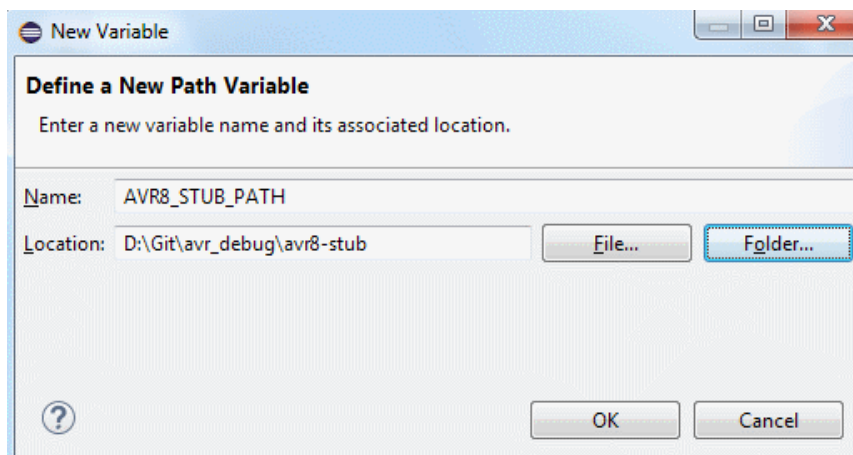 New Variable
Define a New Path Variable
Enter a new variable name and its associated location.
Name: AVR8_STUB_PATH
Location: D:\Git\avr_debug\avr8-stub File... Folder...
? OK Cancel